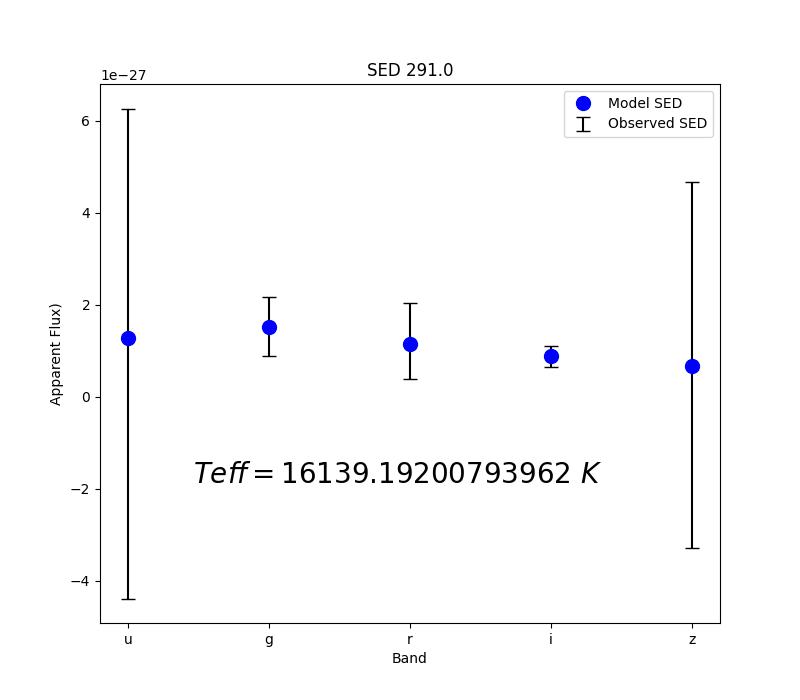 SED 291.0
1e−27
Model SED
Observed SED
6
4
2
0
−2
−4
Apparent Flux)
Teff = 16139.19200793962 K
u g r i z
Band